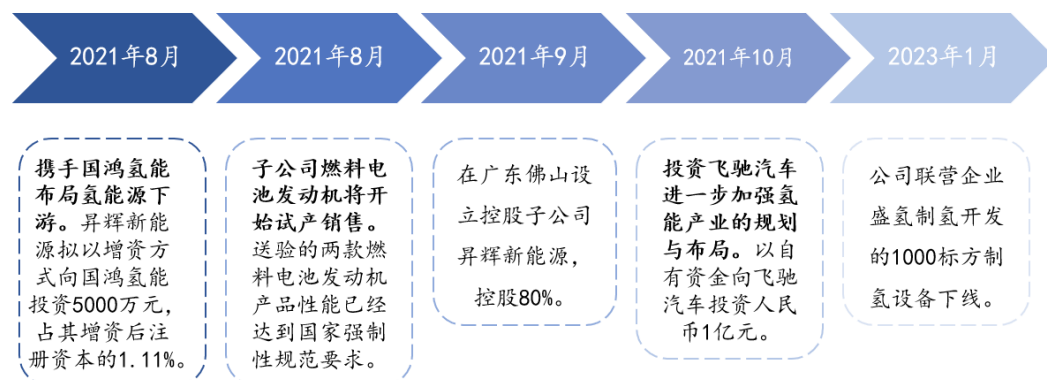 2021年8月
2021年8月
2021年9月
2021年10月
2023年1月
携手国鸿氢能
布局氢能源下
游。昇辉新能
源拟以增资方
式向国鸿氢能
投资5000万元，
占其增资后注
册资本的1.11%。
子公司燃料电
池发动机将开
始试产销售。
送验的两款燃
料电池发动机
产品性能已经
达到国家强制
性规范要求。
在广东佛山设
立控股子公司
昇辉新能源，
控股80%。
投资飞驰汽车
进一步加强氢
能产业的规划
与布局。以自
有资金向飞驰
汽车投资人民
币1亿元。
公司联营企业
盛氢制氢开发
的1000标方制
氢设备下线。